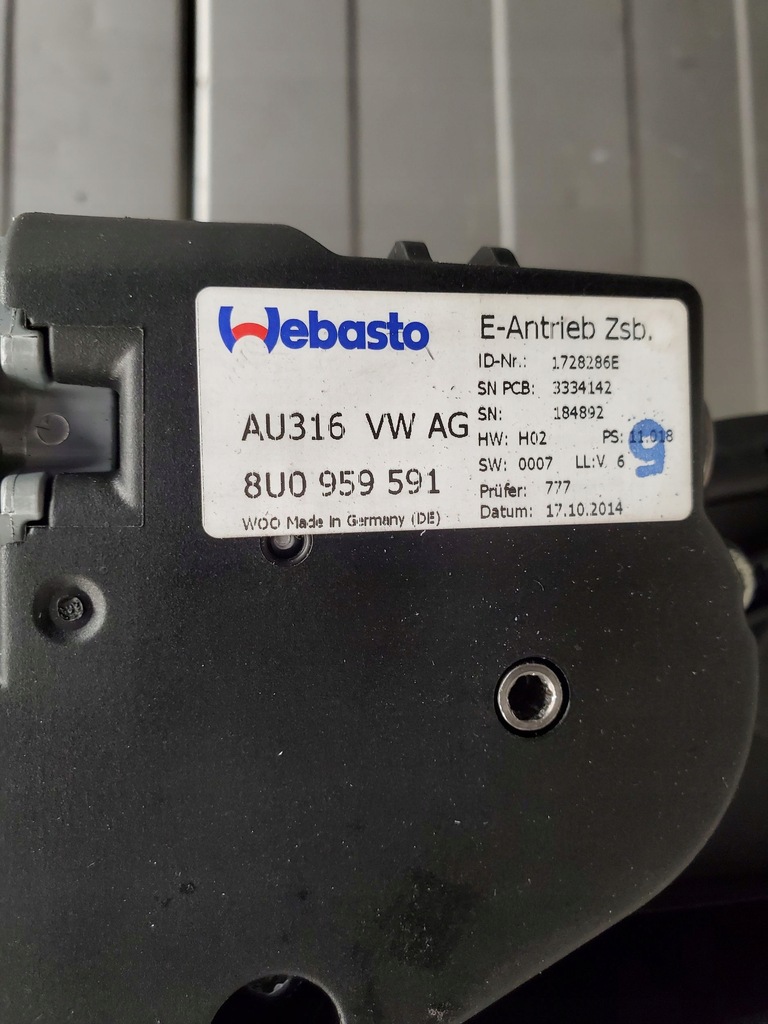 Webasto
AU316 VW AG
8U0 959 591
WOO Made in Germany (DE)
E-Antrieb Zsb.
ID-Nr.: 1728286E
SN PCB: 3334142
SN: 184892
HW: H02 PS: 11.018
SW: 0007 LL:V. 6
Prüfer: 777
Datum: 17.10.2014